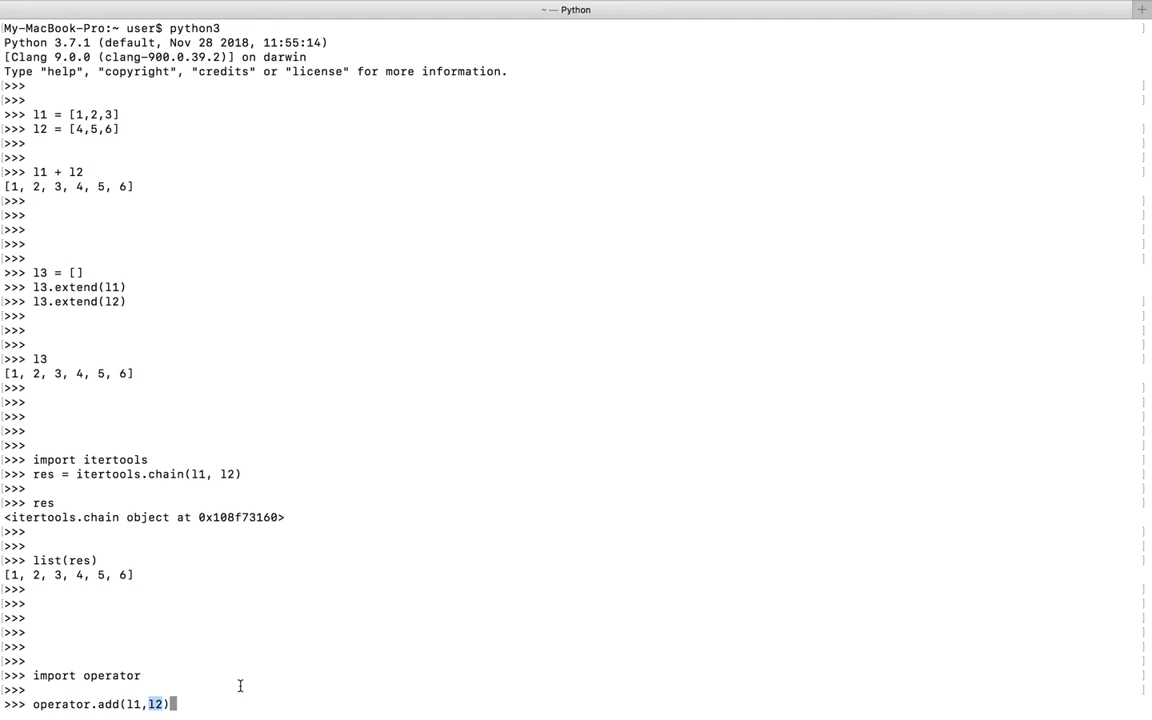 ~ — Python
My-MacBook-Pro:~ user$ python3
Python 3.7.1 (default, Nov 28 2018, 11:55:14)
[Clang 9.0.0 (clang-900.0.39.2)] on darwin
Type "help", "copyright", "credits" or "license" for more information.
>>>
>>>
>>> l1 = [1,2,3]
>>> l2 = [4,5,6]
>>>
>>>
>>> l1 + l2
[1, 2, 3, 4, 5, 6]
>>>
>>>
>>>
>>>
>>>
>>> l3 = []
>>> l3.extend(l1)
>>> l3.extend(l2)
>>>
>>>
>>>
>>> l3
[1, 2, 3, 4, 5, 6]
>>>
>>>
>>>
>>>
>>>
>>> import itertools
>>> res = itertools.chain(l1, l2)
>>>
>>> res
<itertools.chain object at 0x108f73160>
>>>
>>>
>>> list(res)
[1, 2, 3, 4, 5, 6]
>>>
>>>
>>>
>>>
>>>
>>>
>>> import operator
>>>
>>> operator.add(l1,l2)